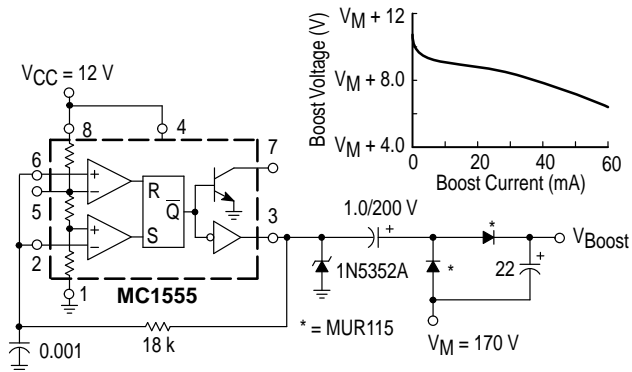 V_M + 12
V_M + 8.0
V_M + 4.0
Boost Voltage (V)
0
20
40
60
Boost Current (mA)
V_CC = 12 V
8
4
7
6
5
2
1
3
+
–
+
–
R
Q̅
S
MC1555
1.0/200 V
+
*
V_Boost
1N5352A
*
22
+
* = MUR115
V_M = 170 V
18 k
0.001